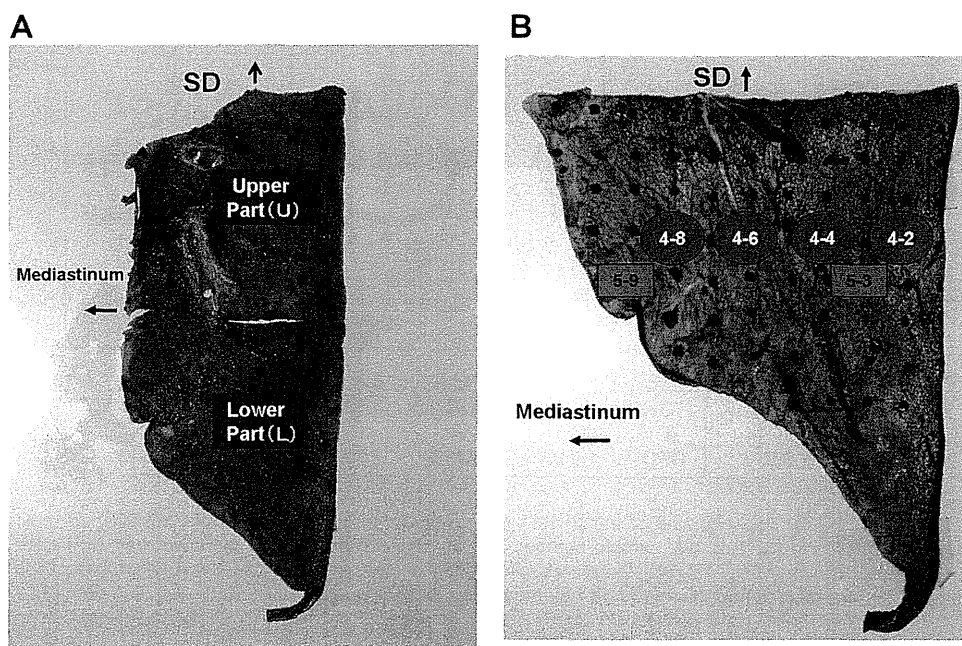 A
SD
Upper
Part(U)
Mediastinum
Lower
Part(L)
B
SD
4-8
4-6
4-4
4-2
5-9
5-3
Mediastinum